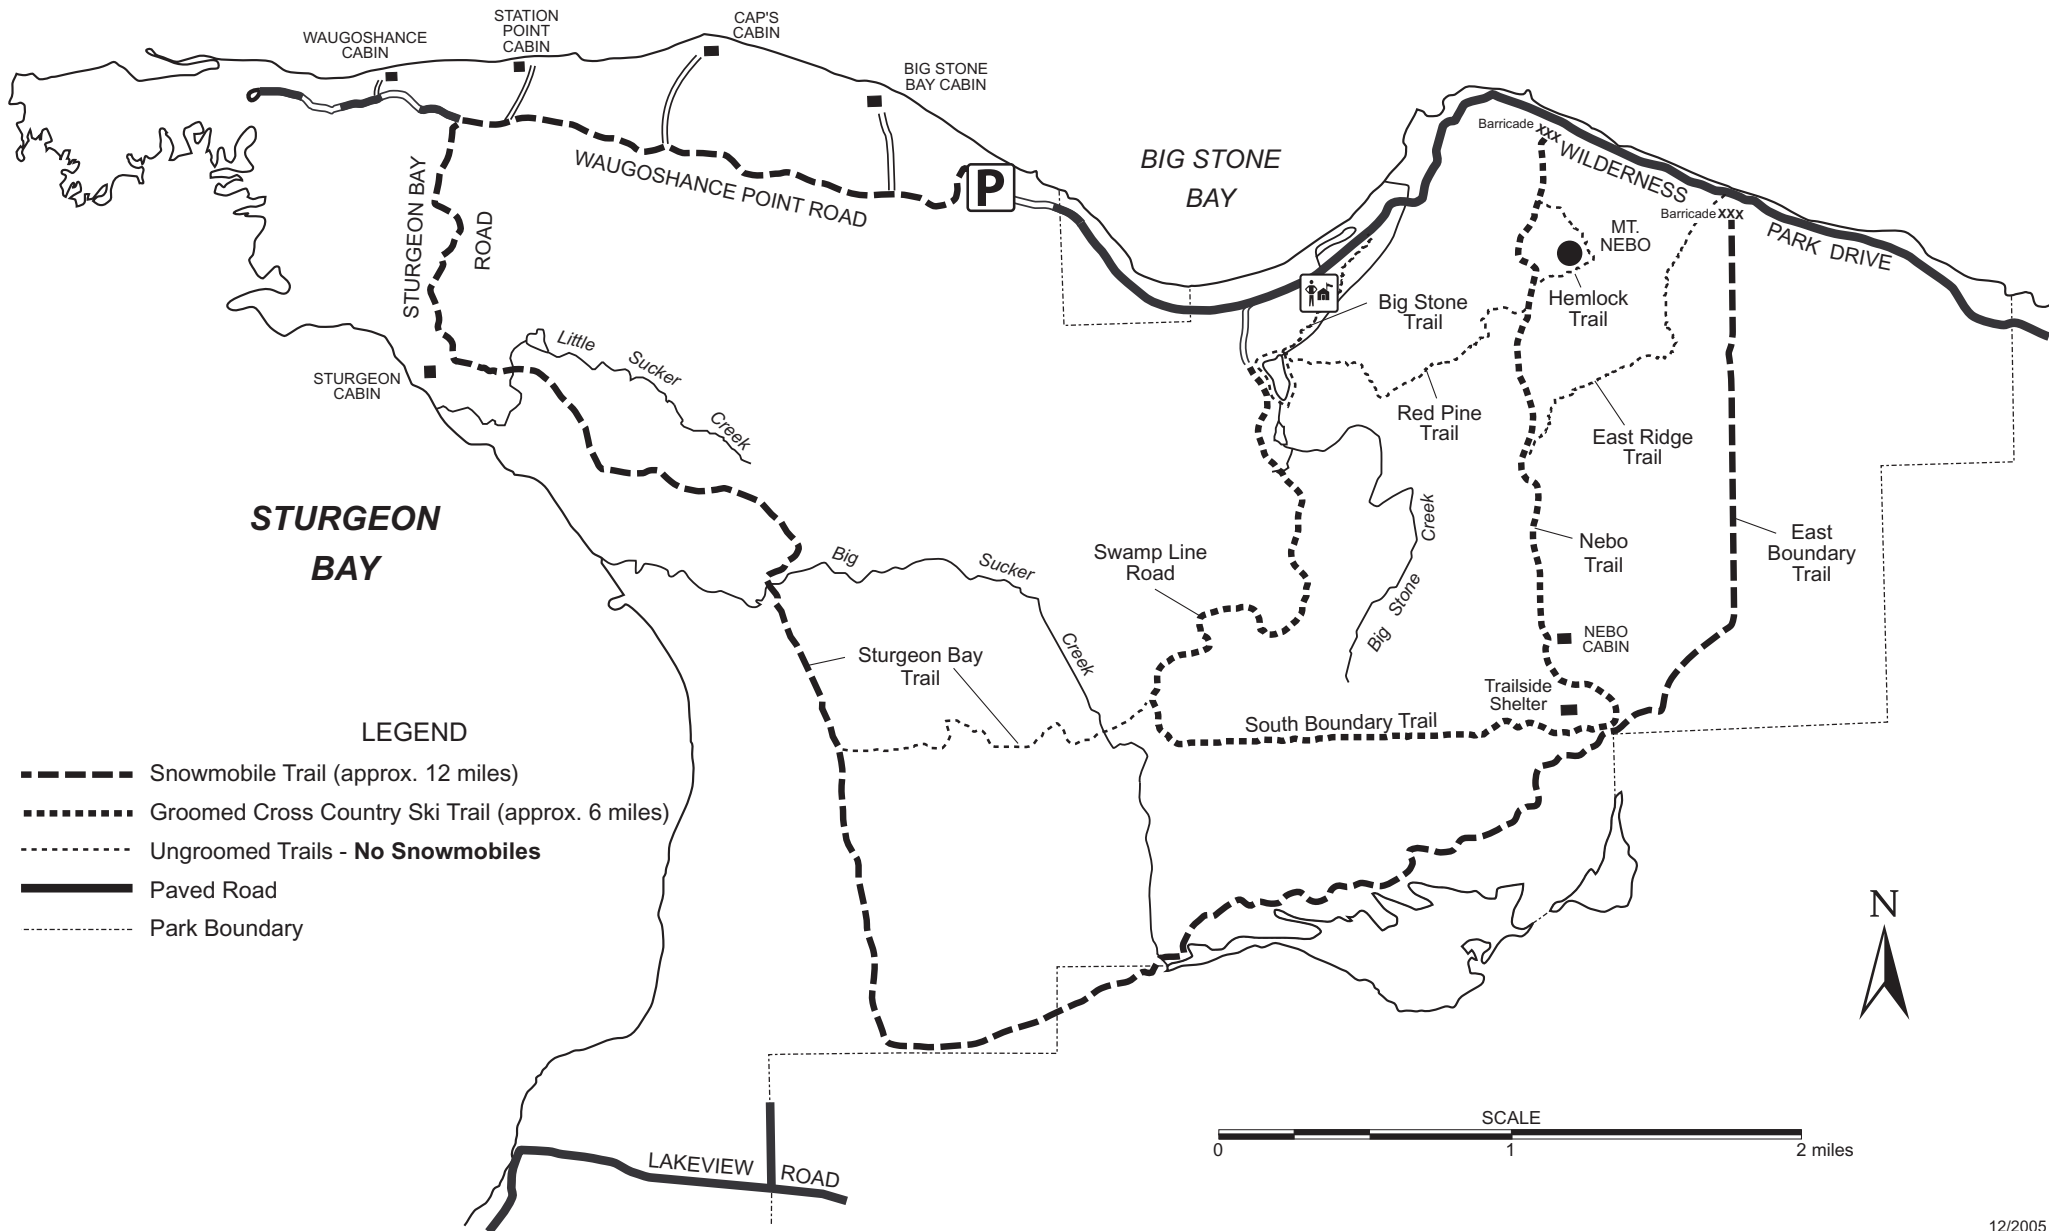 WAUGOSHANCE
CABIN
STATION
POINT
CABIN
CAP'S
CABIN
BIG STONE
BAY CABIN
BIG STONE
BAY
Barricade XXX
WILDERNESS
PARK DRIVE
Barricade XXX
MT.
NEBO
Hemlock
Trail
P
WAUGOSHANCE POINT ROAD
STURGEON BAY
ROAD
Big Stone
Trail
Little Sucker Creek
STURGEON
CABIN
Red Pine
Trail
East Ridge
Trail
STURGEON
BAY
Big Sucker Creek
Swamp Line
Road
Big Stone Creek
Nebo
Trail
East
Boundary
Trail
NEBO
CABIN
Sturgeon Bay
Trail
Trailside
Shelter
South Boundary Trail
LEGEND
Snowmobile Trail (approx. 12 miles)
Groomed Cross Country Ski Trail (approx. 6 miles)
Ungroomed Trails - No Snowmobiles
Paved Road
Park Boundary
N
SCALE
0 1 2 miles
LAKEVIEW ROAD
12/2005